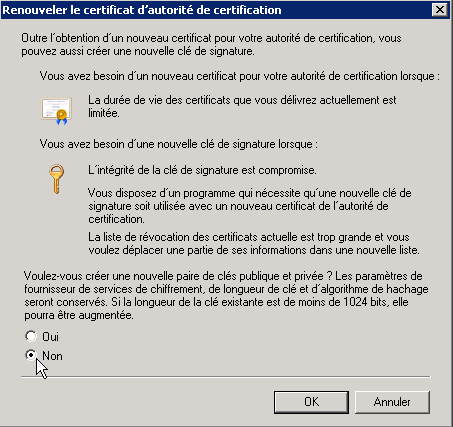 Renouveler le certificat d'autorité de certification
Outre l'obtention d'un nouveau certificat pour votre autorité de certification, vous
pouvez aussi créer une nouvelle clé de signature.
Vous avez besoin d'un nouveau certificat pour votre autorité de certification lorsque :
La durée de vie des certificats que vous délivrez actuellement est
limitée.
Vous avez besoin d'une nouvelle clé de signature lorsque :
L'intégrité de la clé de signature est compromise.
Vous disposez d'un programme qui nécessite qu'une nouvelle clé de
signature soit utilisée avec un nouveau certificat de l'autorité de
certification.
La liste de révocation des certificats actuelle est trop grande et vous
voulez déplacer une partie de ses informations dans une nouvelle liste.
Voulez-vous créer une nouvelle paire de clés publique et privée ? Les paramètres de
fournisseur de services de chiffrement, de longueur de clé et d'algorithme de hachage
seront conservés. Si la longueur de la clé existante est de moins de 1024 bits, elle
pourra être augmentée.
Oui
Non
OK
Annuler